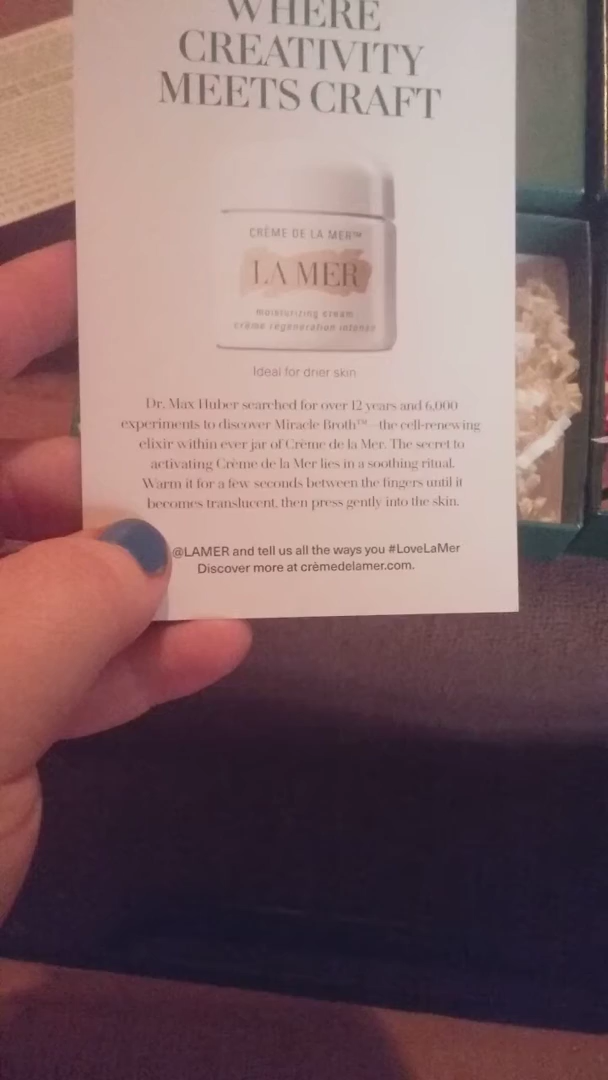 WHERE
CREATIVITY
MEETS CRAFT
CRÈME DE LA MER™
LA MER
moisturizing cream
crème régénération intense
Ideal for drier skin
Dr. Max Huber searched for over 12 years and 6,000
experiments to discover Miracle Broth™—the cell-renewing
elixir within ever jar of Crème de la Mer. The secret to
activating Crème de la Mer lies in a soothing ritual.
Warm it for a few seconds between the fingers until it
becomes translucent, then press gently into the skin.
@LAMER and tell us all the ways you #LoveLaMer
Discover more at crèmedelamer.com.